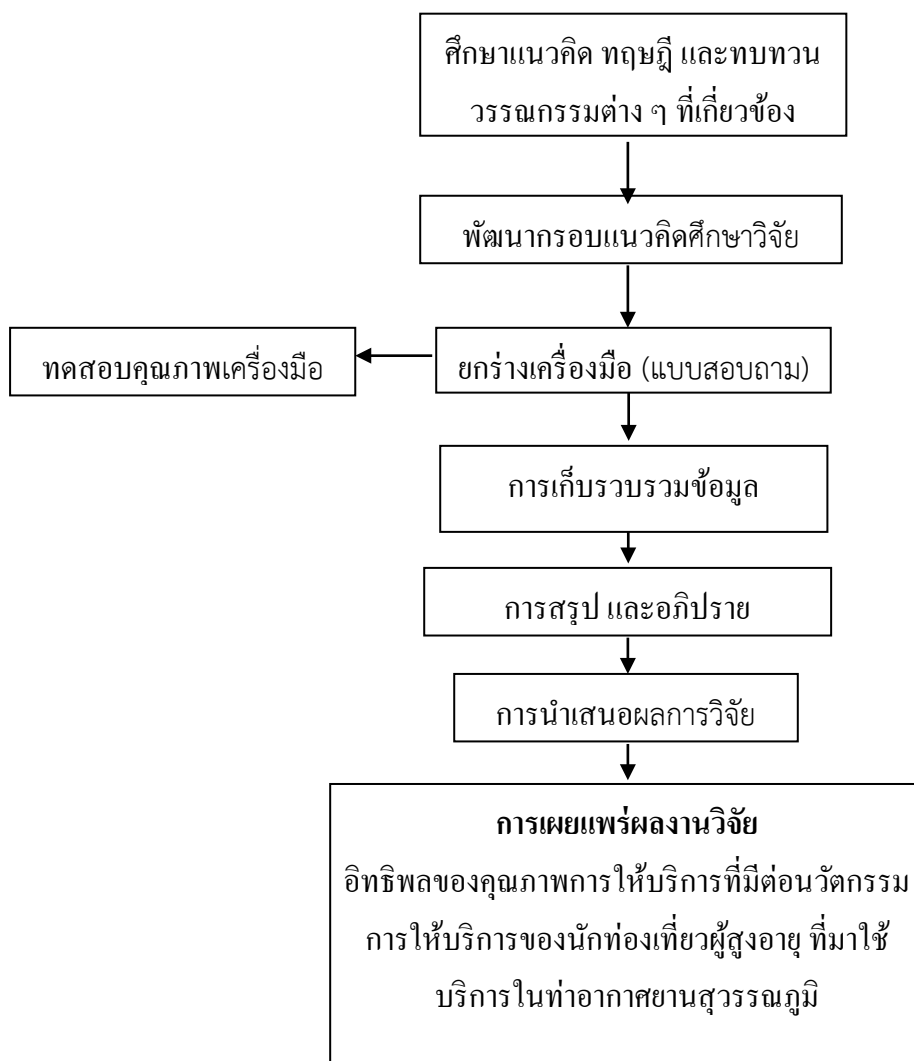 ศึกษาแนวคิด ทฤษฎี และทบทวน
วรรณกรรมต่าง ๆ ที่เกี่ยวข้อง
พัฒนากรอบแนวคิดศึกษาวิจัย
ทดสอบคุณภาพเครื่องมือ
ยกร่างเครื่องมือ (แบบสอบถาม)
การเก็บรวบรวมข้อมูล
การสรุป และอภิปราย
การนำเสนอผลการวิจัย
การเผยแพร่ผลงานวิจัย
อิทธิพลของคุณภาพการให้บริการที่มีต่อนวัตกรรม
การให้บริการของนักท่องเที่ยวผู้สูงอายุ ที่มาใช้
บริการในท่าอากาศยานสุวรรณภูมิ